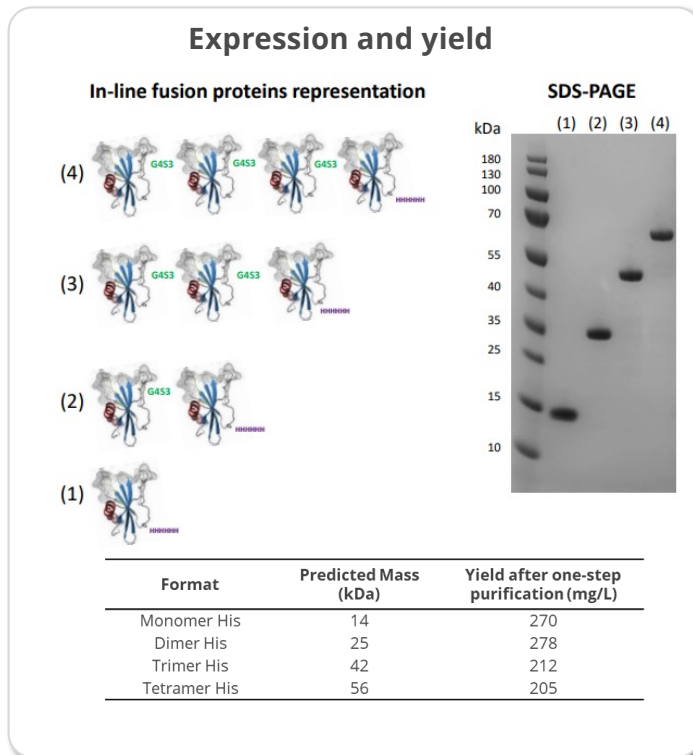 Expression and yield
In-line fusion proteins representation
SDS-PAGE
kDa
(1) (2) (3) (4)
(4)
G4S3
G4S3
G4S3
HHHHHH
(3)
G4S3
G4S3
HHHHHH
(2)
G4S3
HHHHHH
(1)
HHHHHH
180
130
100
70
55
40
35
25
15
10
Format Predicted Mass (kDa) Yield after one-step purification (mg/L)
Monomer His 14 270
Dimer His 25 278
Trimer His 42 212
Tetramer His 56 205